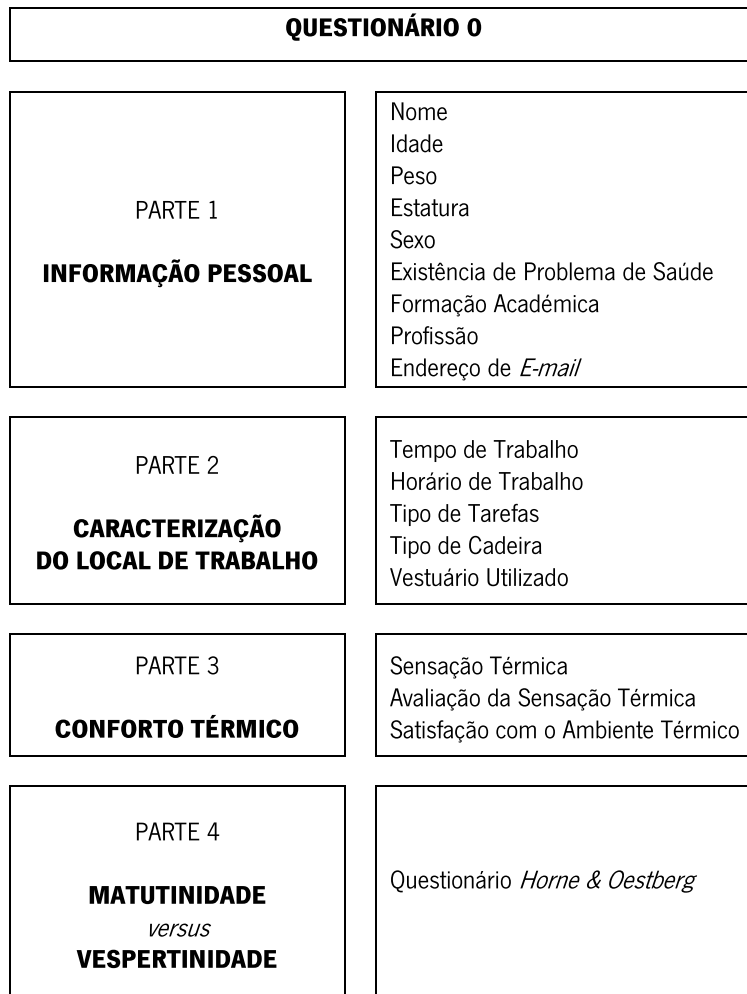 QUESTIONÁRIO 0
PARTE 1
INFORMAÇÃO PESSOAL
Nome
Idade
Peso
Estatura
Sexo
Existência de Problema de Saúde
Formação Académica
Profissão
Endereço de E-mail
PARTE 2
CARACTERIZAÇÃO
DO LOCAL DE TRABALHO
Tempo de Trabalho
Horário de Trabalho
Tipo de Tarefas
Tipo de Cadeira
Vestuário Utilizado
PARTE 3
CONFORTO TÉRMICO
Sensação Térmica
Avaliação da Sensação Térmica
Satisfação com o Ambiente Térmico
PARTE 4
MATUTINIDADE
versus
VESPERTINIDADE
Questionário Horne & Oestberg